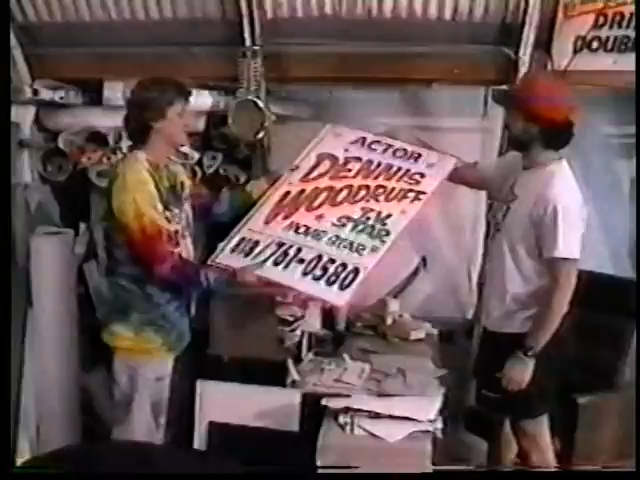 ACTOR
DENNIS
WOODRUFF
T.V.
STAR
MOVIE STAR
818/761-0580
DRI
DOUB